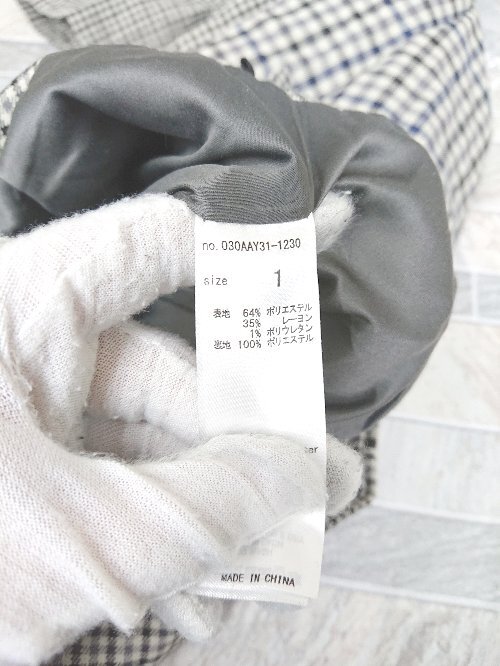 no. 030AAY31-1230
size 1
表地 64% ポリエステル
35% レーヨン
1% ポリウレタン
裏地 100% ポリエステル
MADE IN CHINA